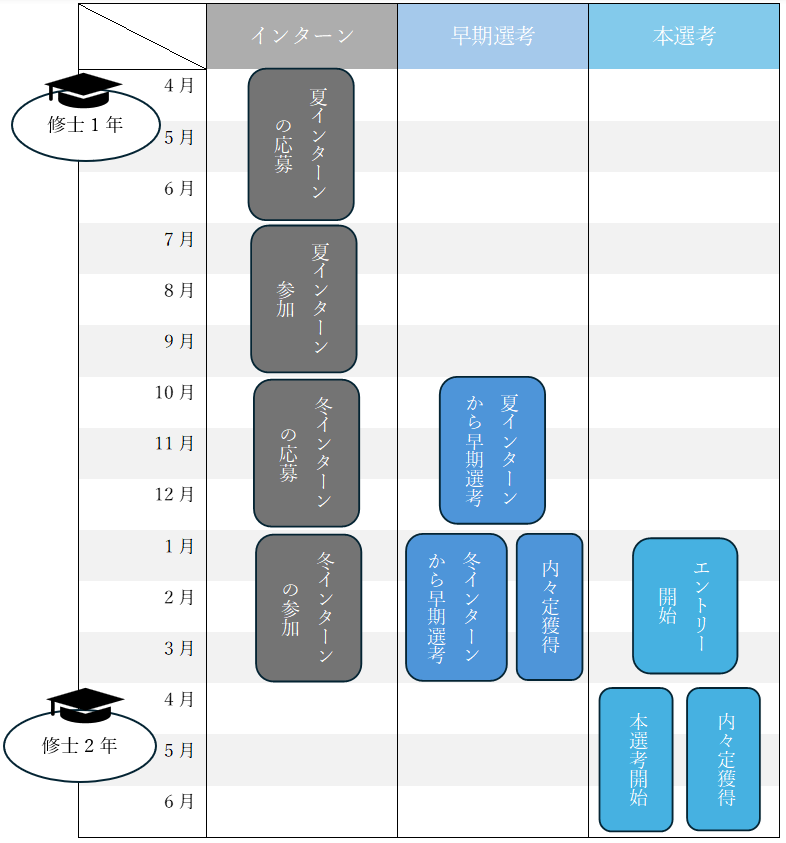 インターン
早期選考
本選考
修士1年
4月
5月
6月
夏インターン
の応募
7月
8月
9月
夏インターン
参加
10月
11月
12月
冬インターン
の応募
夏インターン
から早期選考
1月
2月
3月
冬インターン
の参加
冬インターン
から早期選考
内々定獲得
エントリー
開始
修士2年
4月
5月
6月
本選考開始
内々定獲得